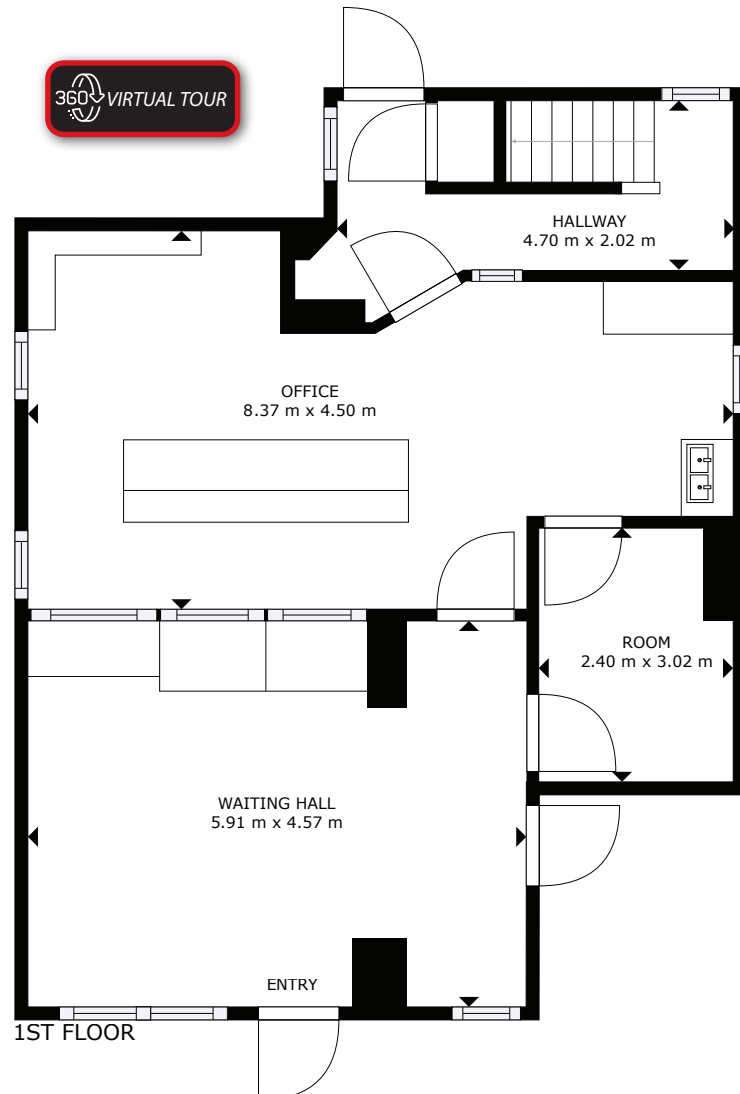 360 VIRTUAL TOUR
HALLWAY
4.70 m x 2.02 m
OFFICE
8.37 m x 4.50 m
ROOM
2.40 m x 3.02 m
WAITING HALL
5.91 m x 4.57 m
ENTRY
1ST FLOOR